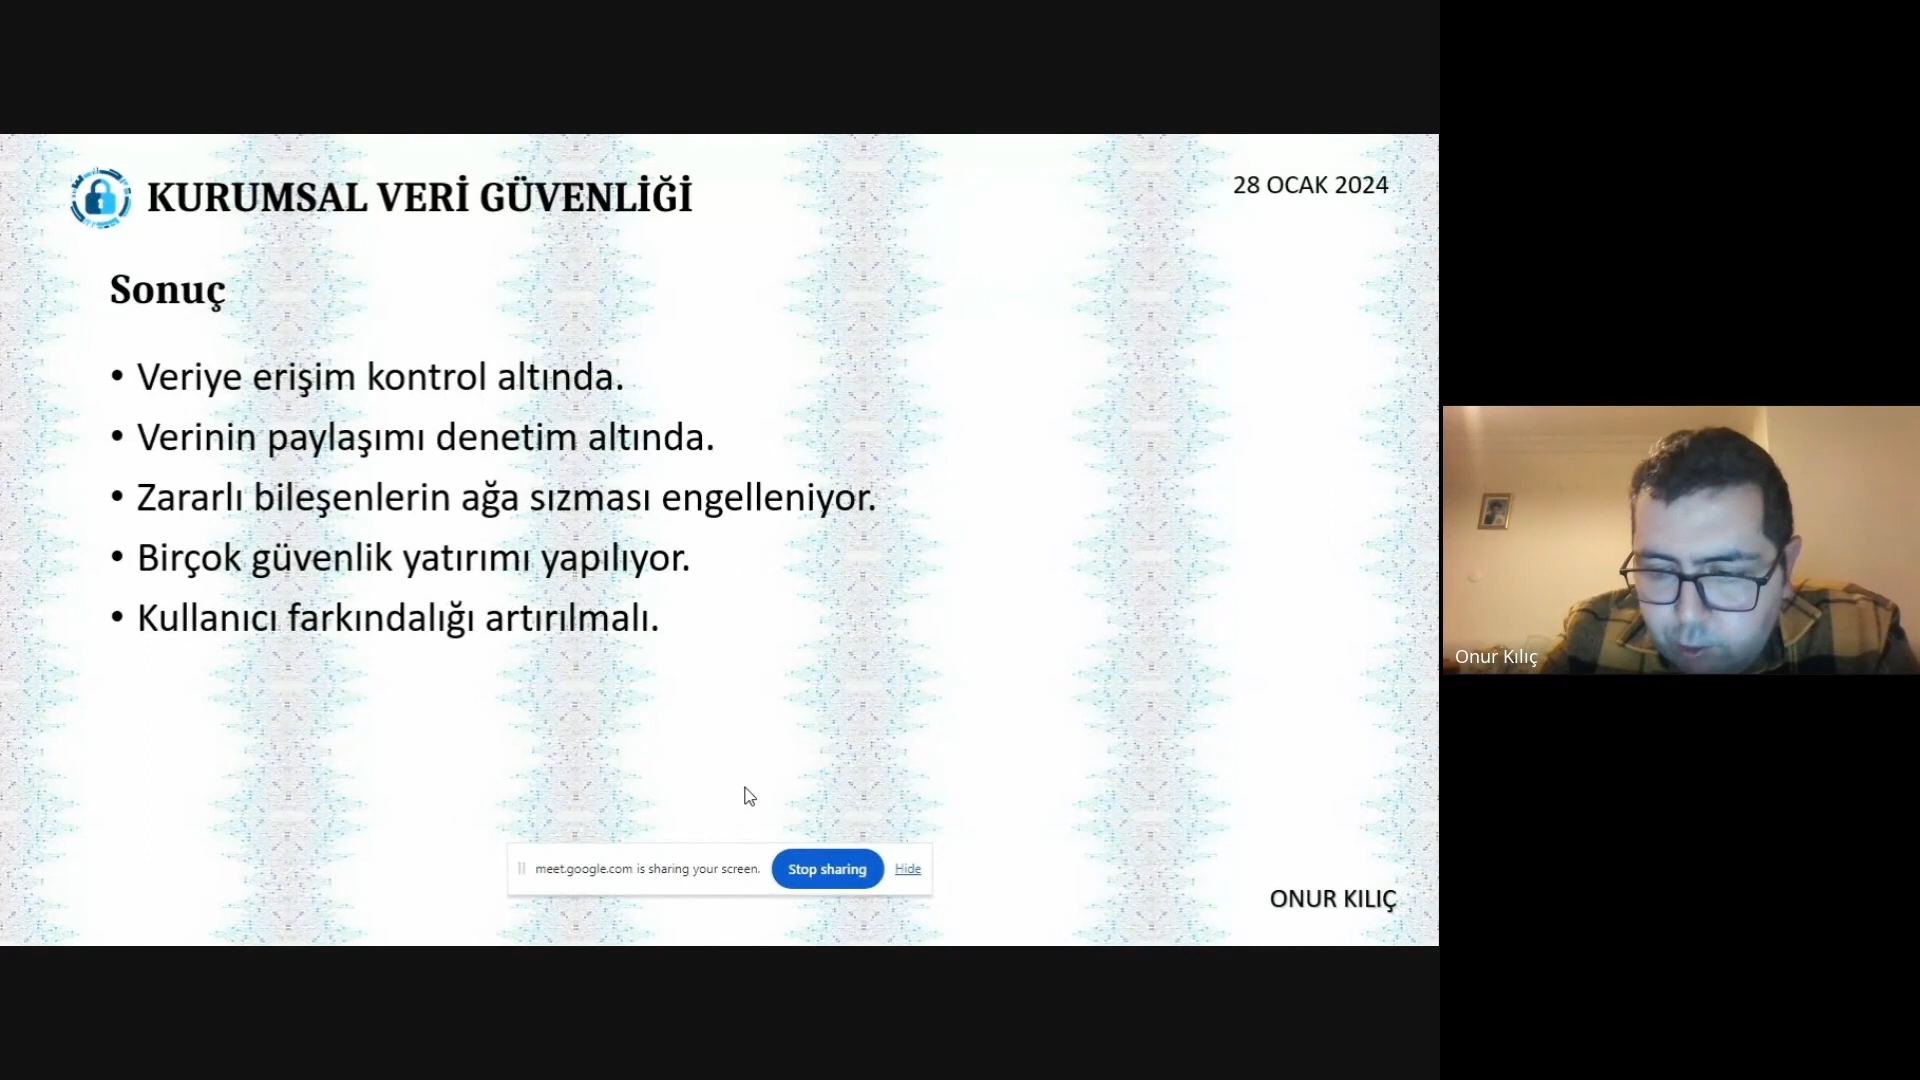 KURUMSAL VERİ GÜVENLİĞİ
28 OCAK 2024
Sonuç
• Veriye erişim kontrol altında.
• Verinin paylaşımı denetim altında.
• Zararlı bileşenlerin ağa sızması engelleniyor.
• Birçok güvenlik yatırımı yapılıyor.
• Kullanıcı farkındalığı artırılmalı.
meet.google.com is sharing your screen. Stop sharing Hide
ONUR KILIÇ
Onur Kılıç